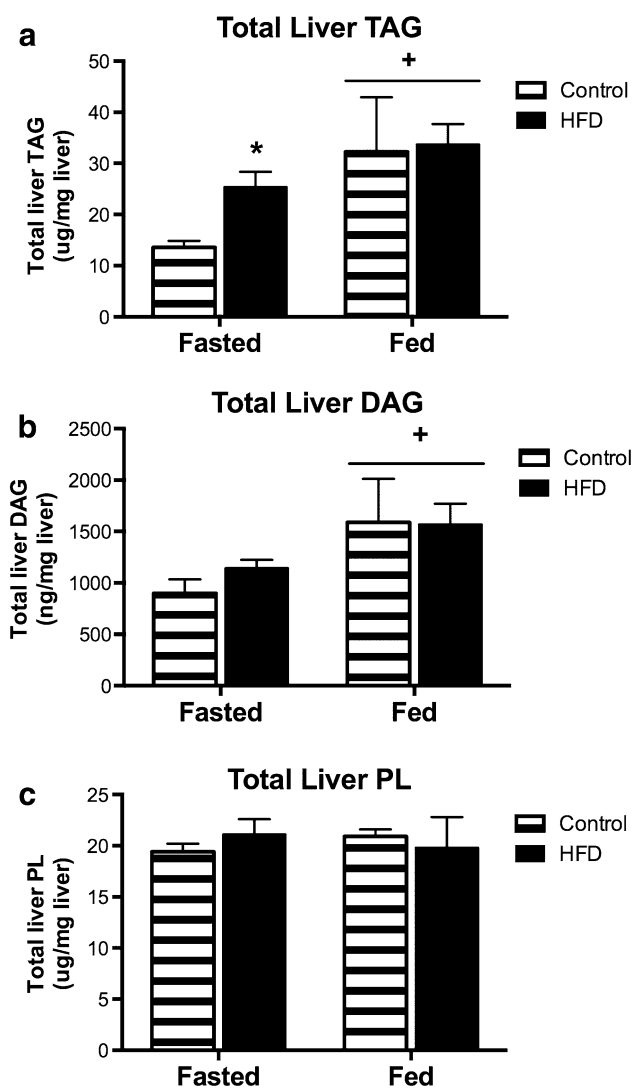 a
Total Liver TAG
+
*
Control
HFD
Total liver TAG
(ug/mg liver)
50
40
30
20
10
0
Fasted
Fed
b
Total Liver DAG
+
Control
HFD
Total liver DAG
(ng/mg liver)
2500
2000
1500
1000
500
0
Fasted
Fed
c
Total Liver PL
Control
HFD
Total liver PL
(ug/mg liver)
25
20
15
10
5
0
Fasted
Fed